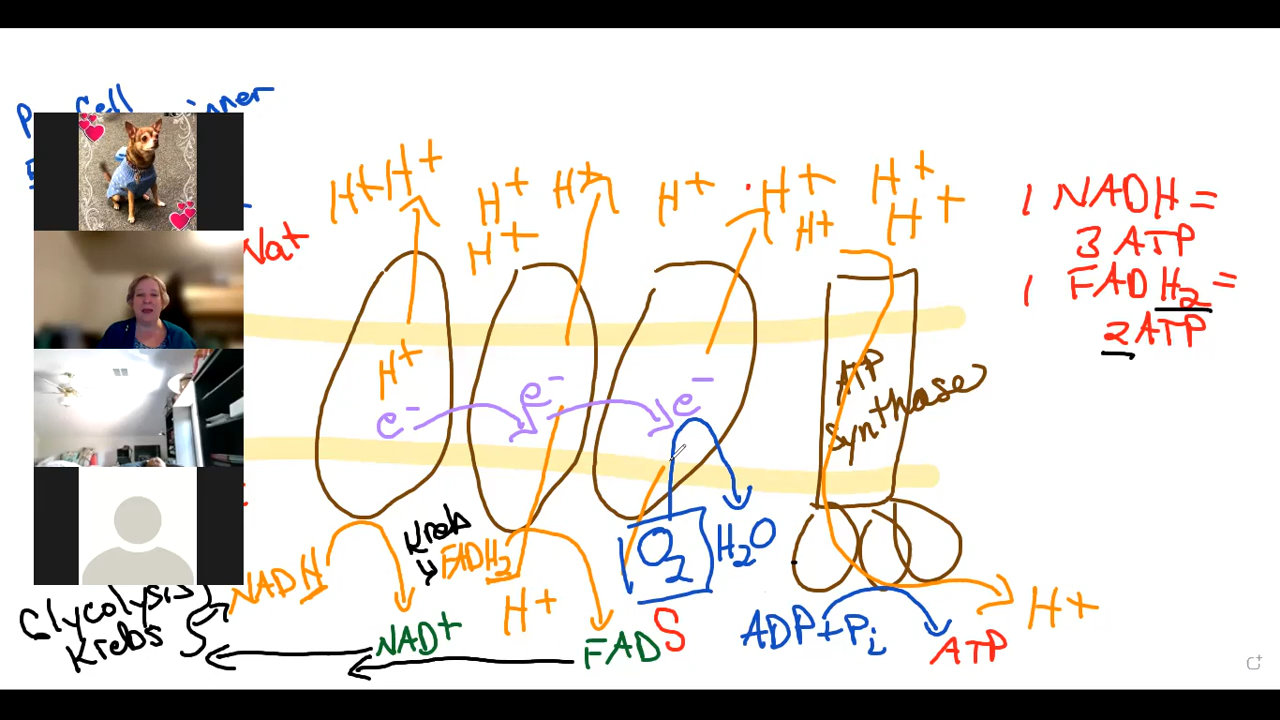 Cell inner
Na+
H+ H+
H+
H+
H+
H+
H+
H+
H+
H+
1 NADH =
3 ATP
1 FADH2 =
2 ATP
H+
e-
e-
e-
ATP
Synthase
Krebs
FADH2
O2
H2O
NADH
Glycolysis
Krebs
NAD+
H+
FAD
S
ADP + Pi
ATP
H+